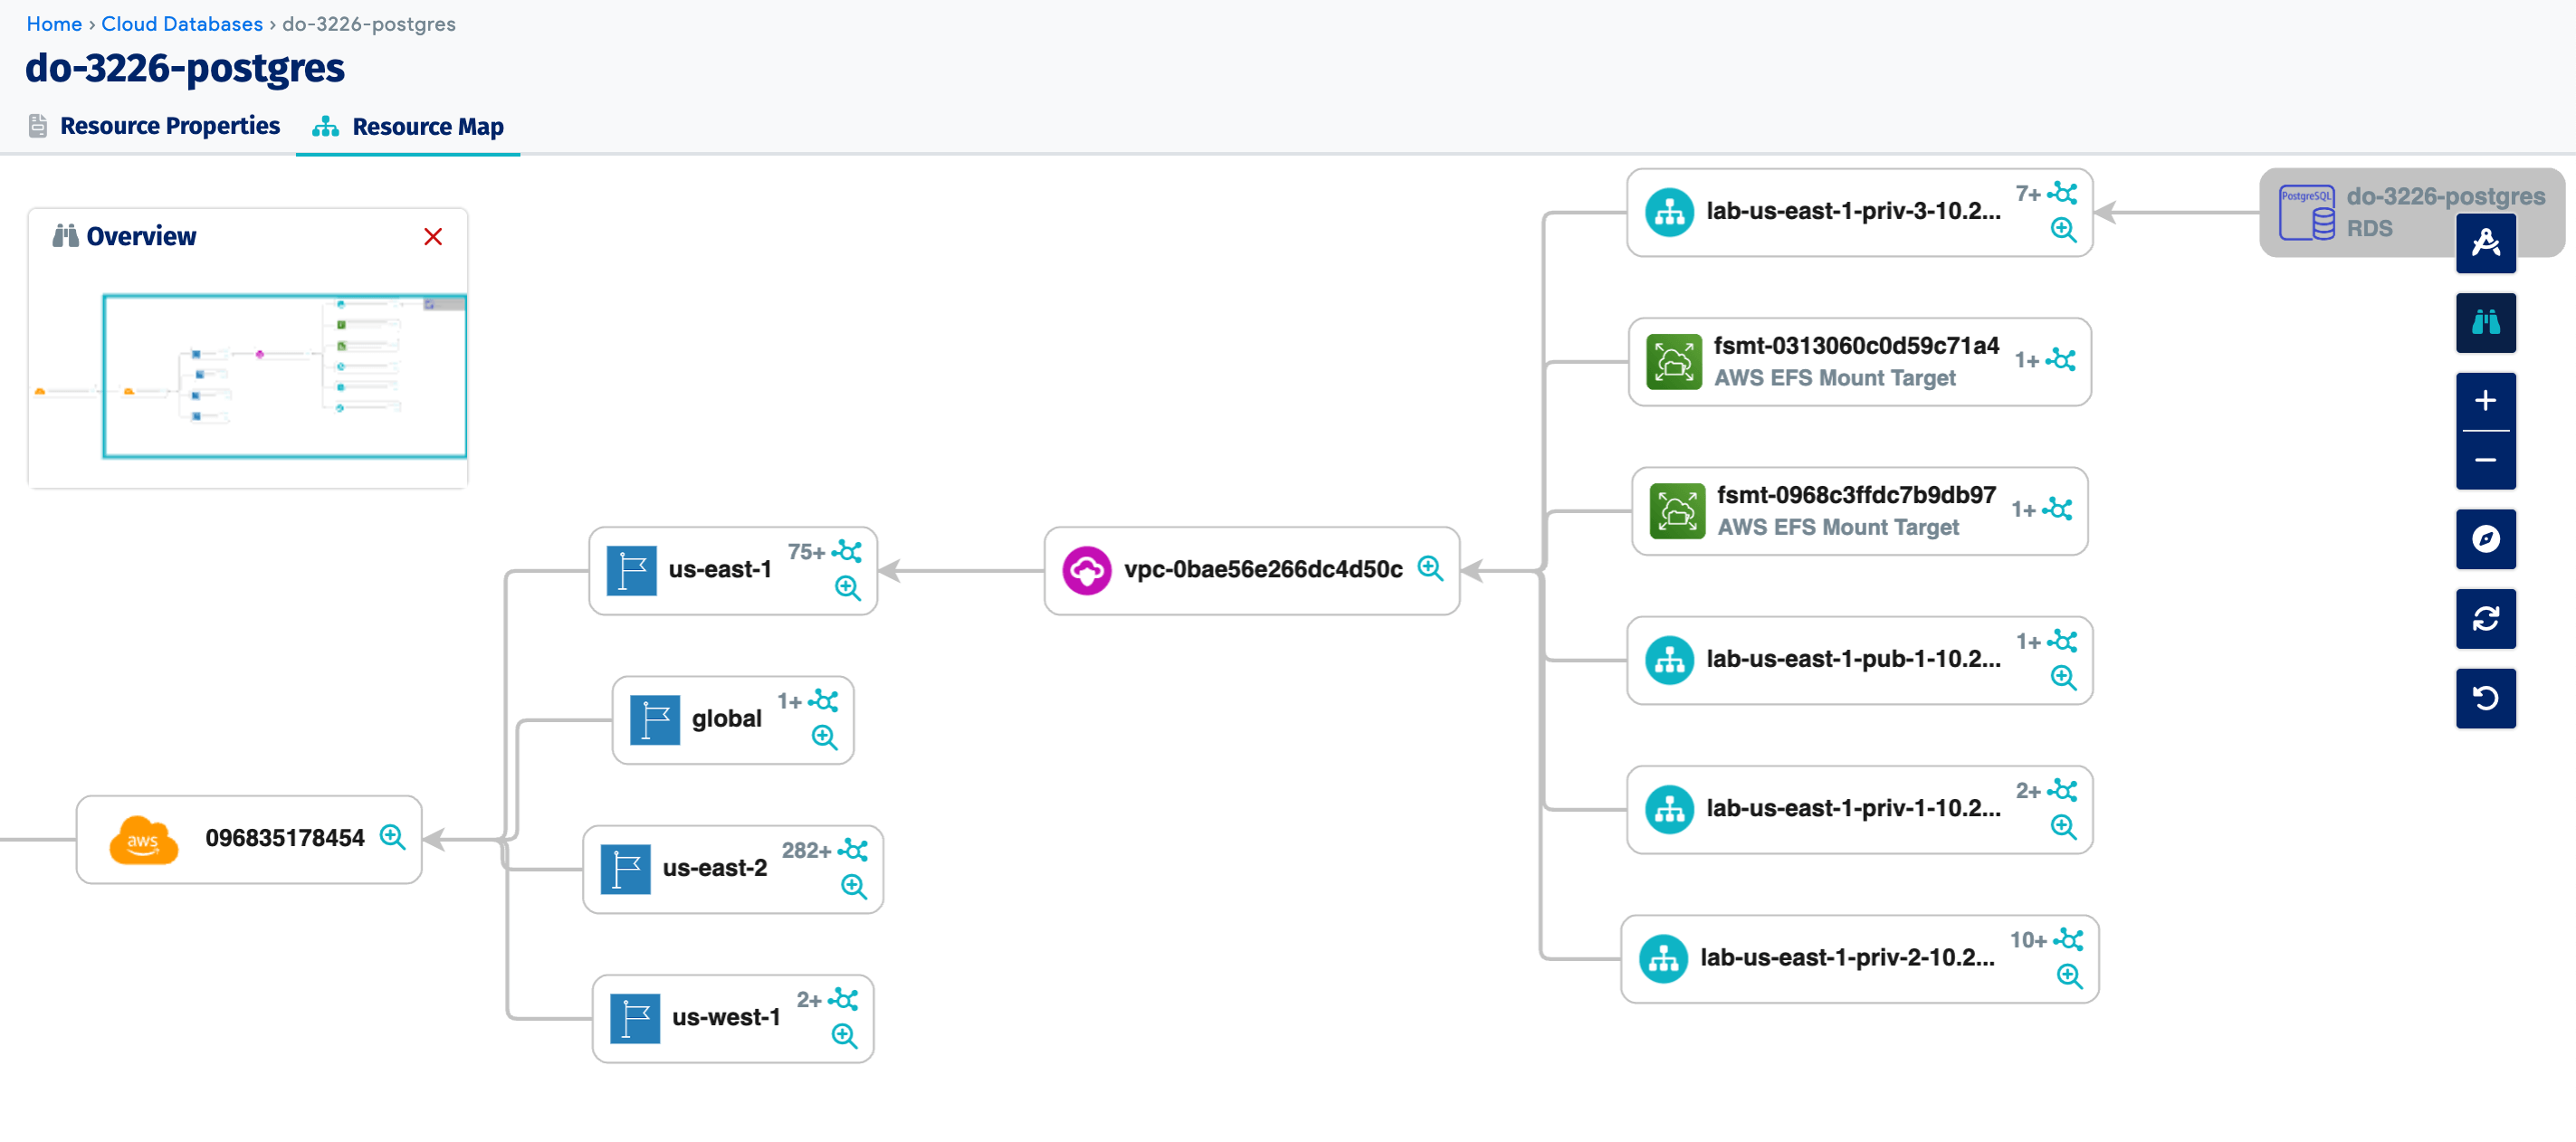 Home › Cloud Databases › do-3226-postgres
do-3226-postgres
Resource Properties
Resource Map
Overview
lab-us-east-1-priv-3-10.2...
7+
PostgreSQL
do-3226-postgres
RDS
fsmt-0313060c0d59c71a4
AWS EFS Mount Target
1+
fsmt-0968c3ffdc7b9db97
AWS EFS Mount Target
1+
us-east-1
75+
vpc-0bae56e266dc4d50c
lab-us-east-1-pub-1-10.2...
1+
global
1+
lab-us-east-1-priv-1-10.2...
2+
aws
096835178454
us-east-2
282+
lab-us-east-1-priv-2-10.2...
10+
us-west-1
2+